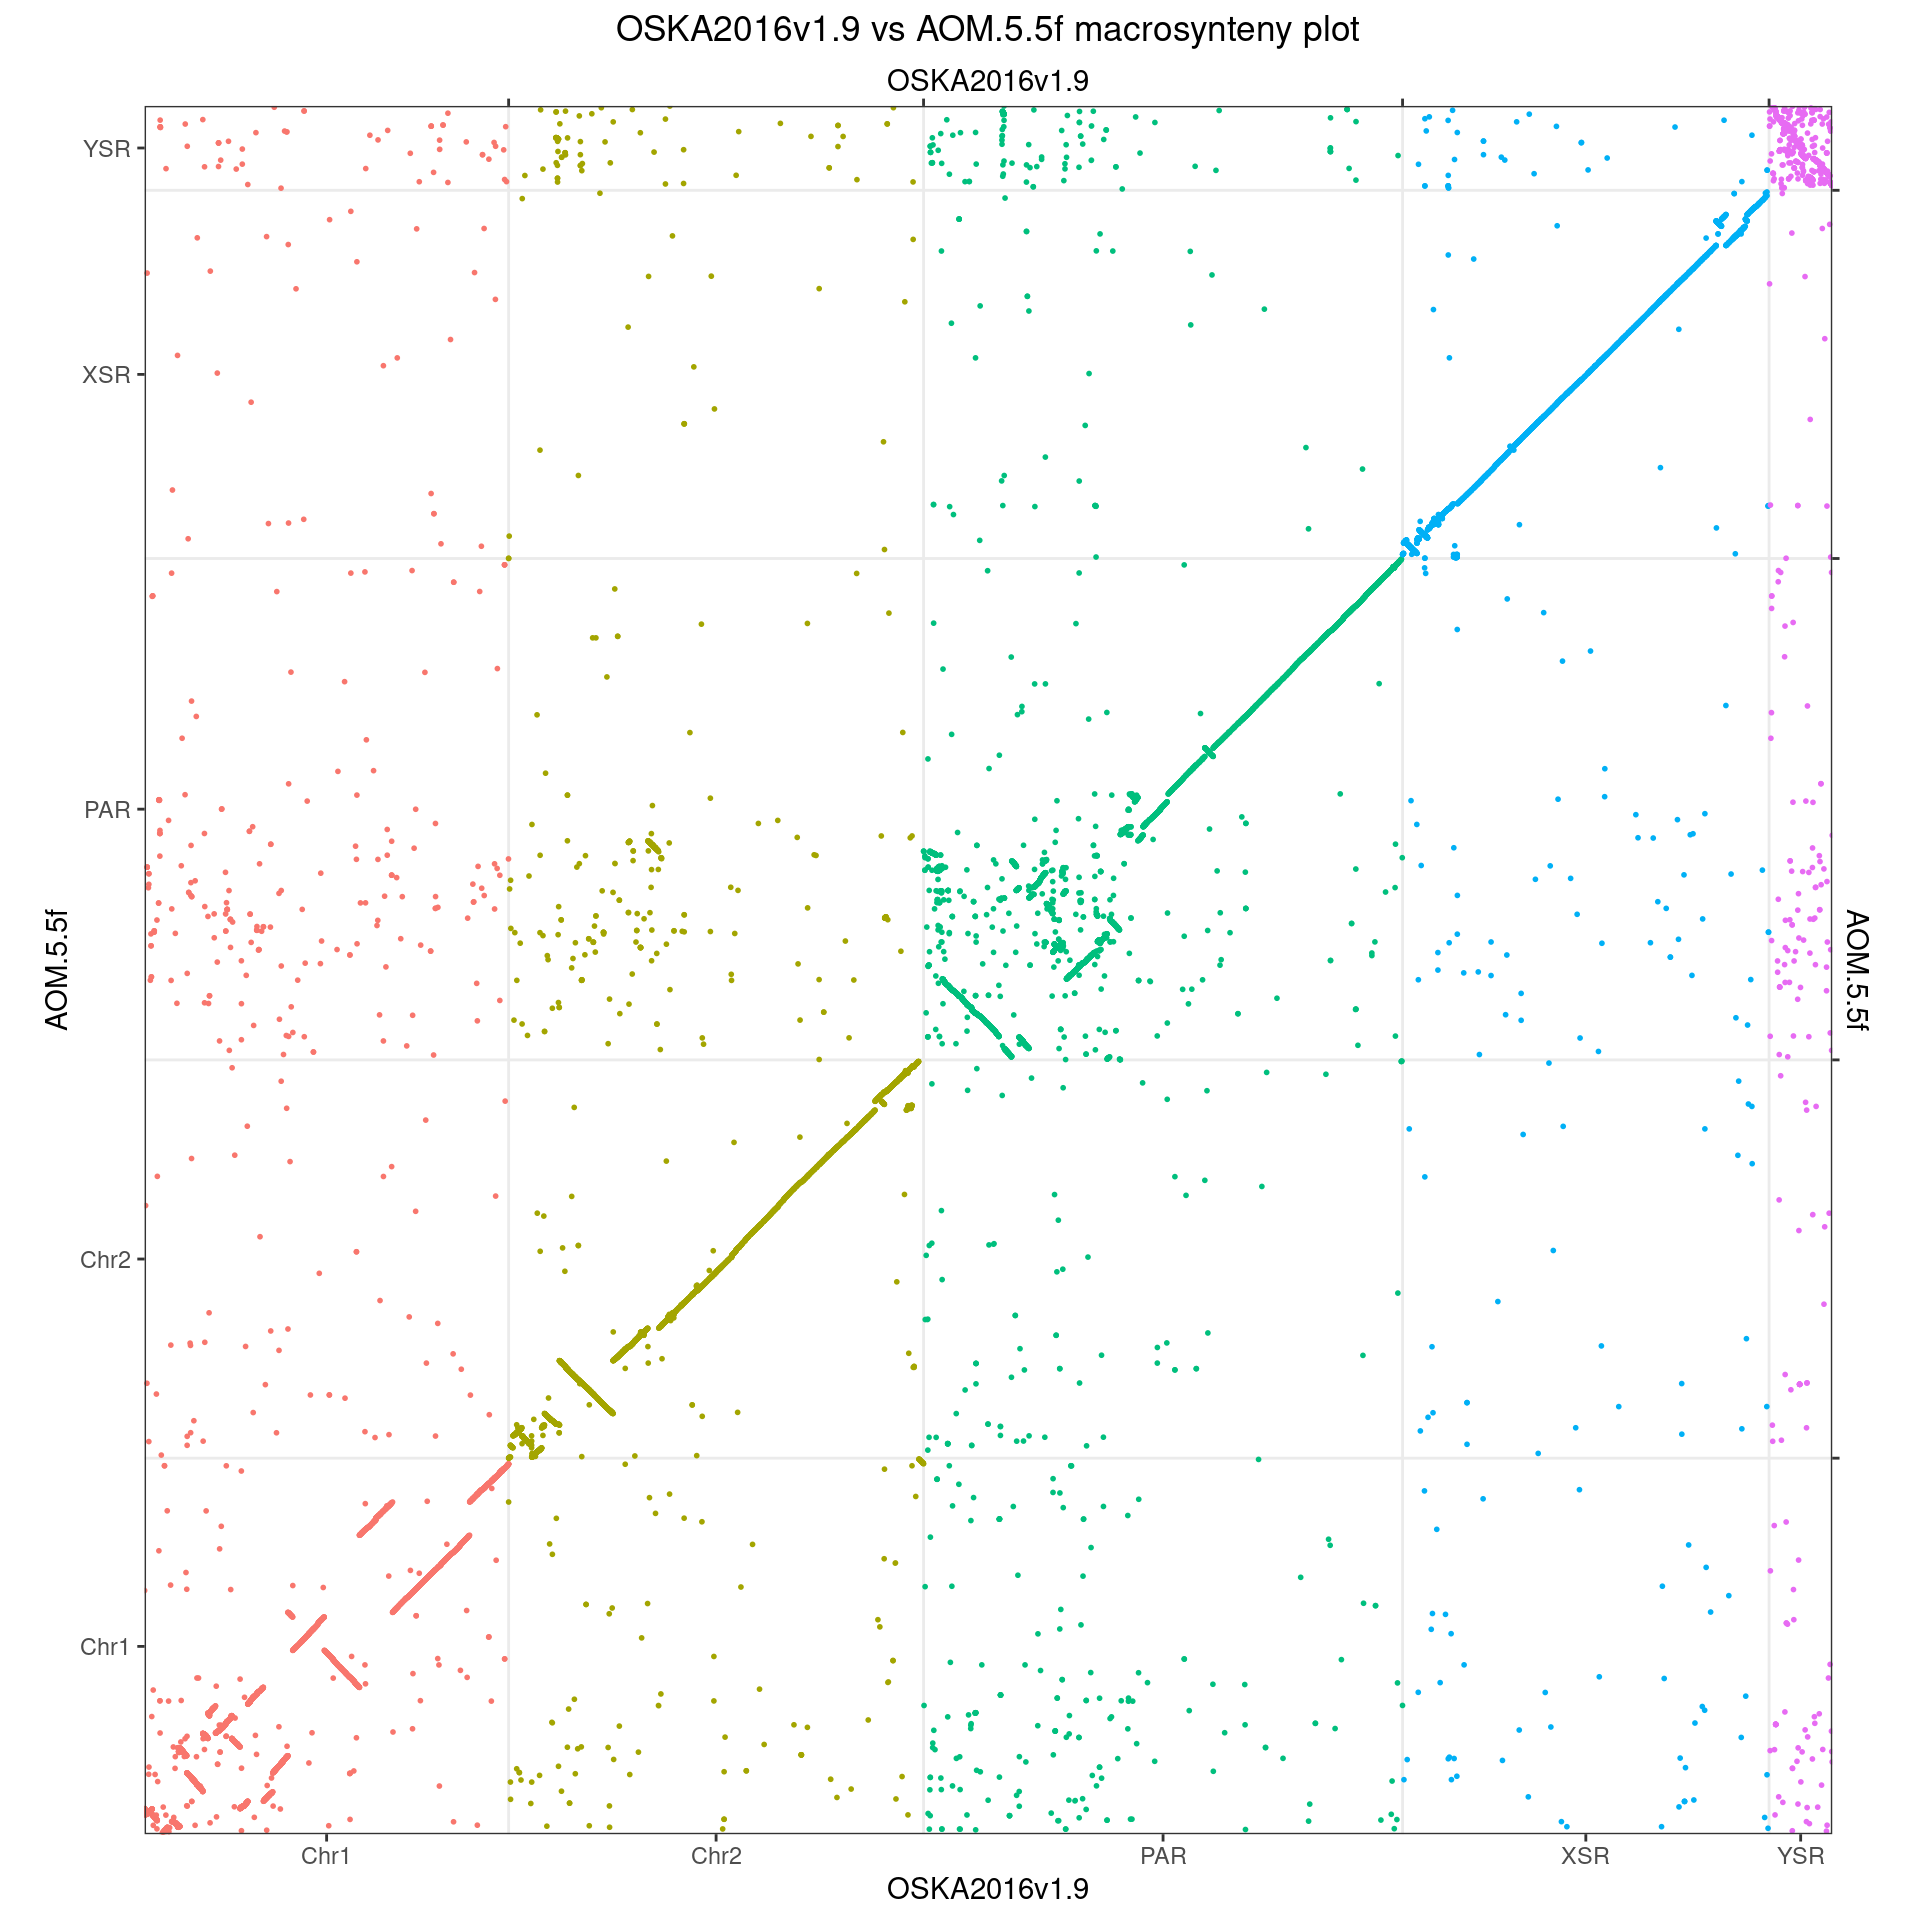 OSKA2016v1.9 vs AOM.5.5f macrosynteny plot
OSKA2016v1.9
YSR
XSR
PAR
Chr2
Chr1
AOM.5.5f
AOM.5.5f
Chr1
Chr2
PAR
XSR
YSR
OSKA2016v1.9